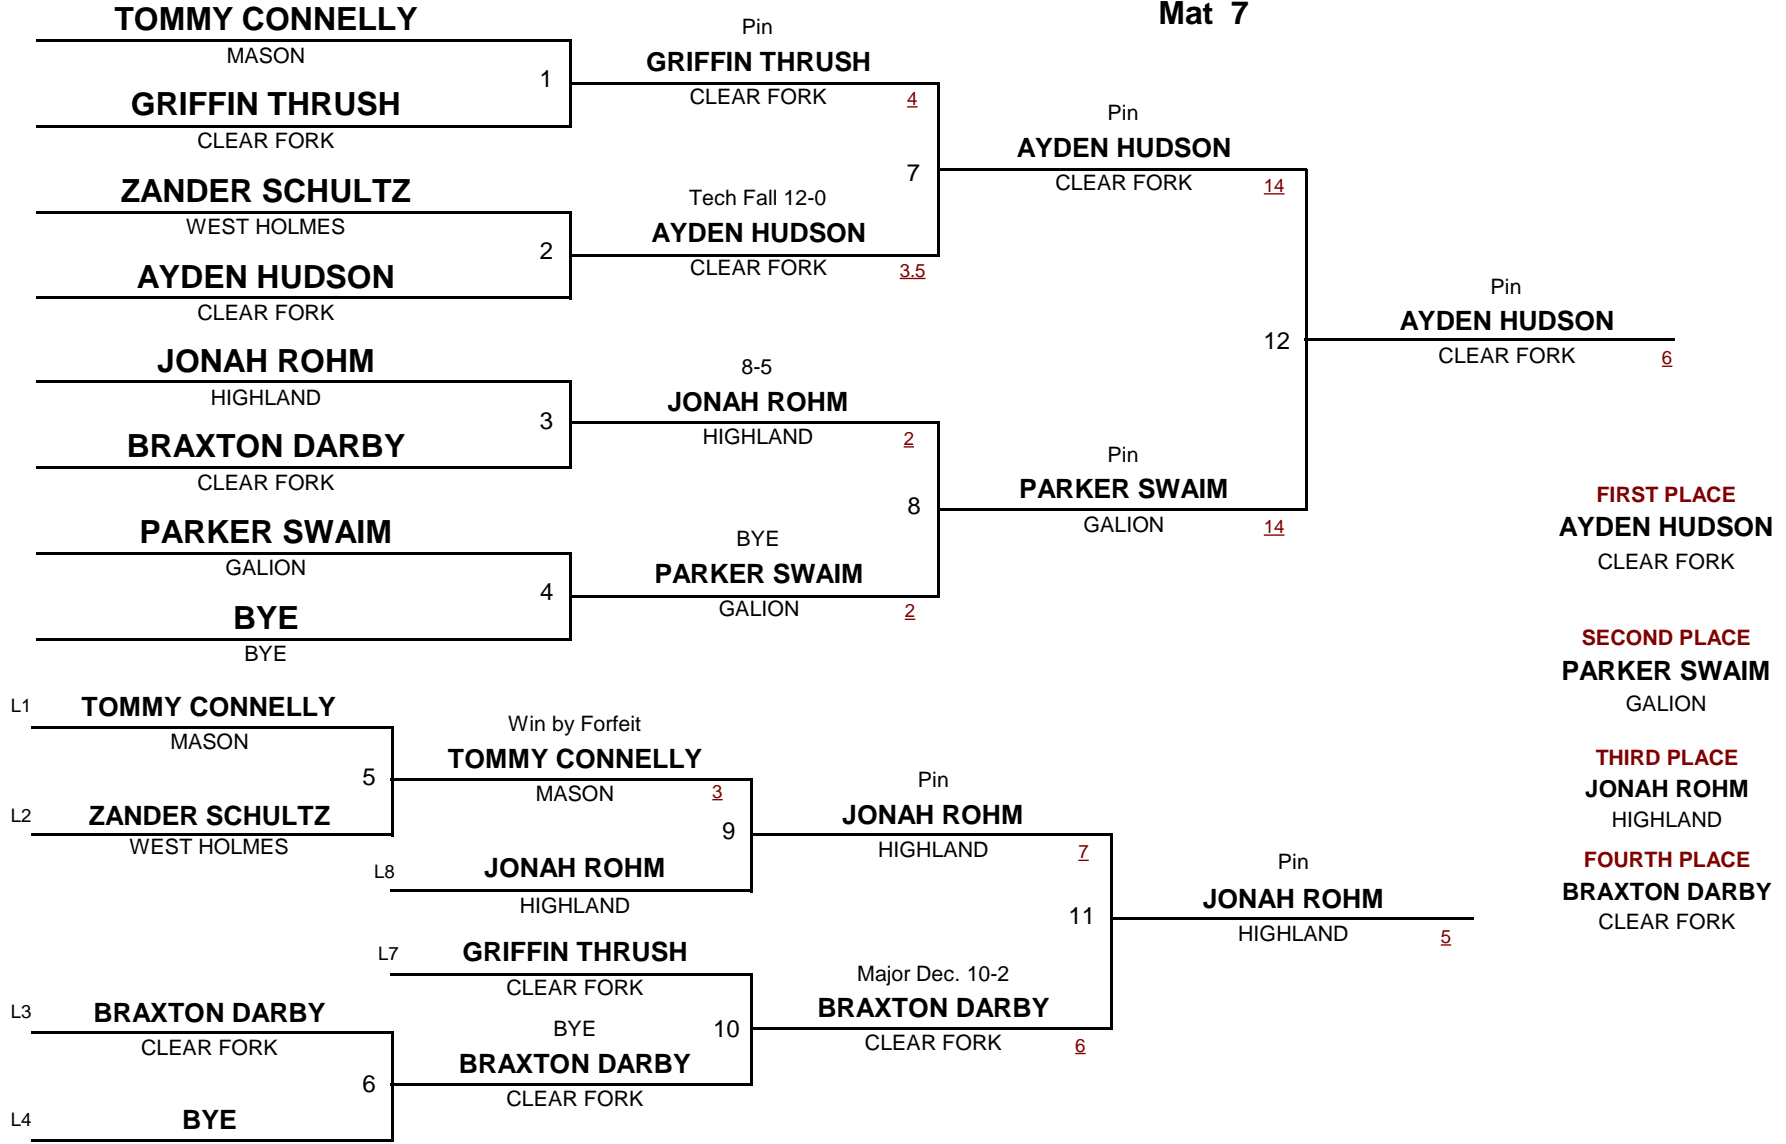 Mat 7
TOMMY CONNELLY
MASON
1
GRIFFIN THRUSH
CLEAR FORK
Pin
GRIFFIN THRUSH
CLEAR FORK 4
ZANDER SCHULTZ
WEST HOLMES
2
AYDEN HUDSON
CLEAR FORK
Tech Fall 12-0
AYDEN HUDSON
CLEAR FORK 3.5
7
Pin
AYDEN HUDSON
CLEAR FORK 14
JONAH ROHM
HIGHLAND
3
BRAXTON DARBY
CLEAR FORK
8-5
JONAH ROHM
HIGHLAND 2
PARKER SWAIM
GALION
4
BYE
BYE
BYE
PARKER SWAIM
GALION 2
8
Pin
PARKER SWAIM
GALION 14
12
Pin
AYDEN HUDSON
CLEAR FORK 6
FIRST PLACE
AYDEN HUDSON
CLEAR FORK
SECOND PLACE
PARKER SWAIM
GALION
THIRD PLACE
JONAH ROHM
HIGHLAND
FOURTH PLACE
BRAXTON DARBY
CLEAR FORK
L1 TOMMY CONNELLY
MASON
5
L2 ZANDER SCHULTZ
WEST HOLMES
Win by Forfeit
TOMMY CONNELLY
MASON 3
9
L8 JONAH ROHM
HIGHLAND
Pin
JONAH ROHM
HIGHLAND 7
L7 GRIFFIN THRUSH
CLEAR FORK
L3 BRAXTON DARBY
CLEAR FORK
6
L4 BYE
BYE
BRAXTON DARBY
CLEAR FORK
10
Major Dec. 10-2
BRAXTON DARBY
CLEAR FORK 6
11
Pin
JONAH ROHM
HIGHLAND 5